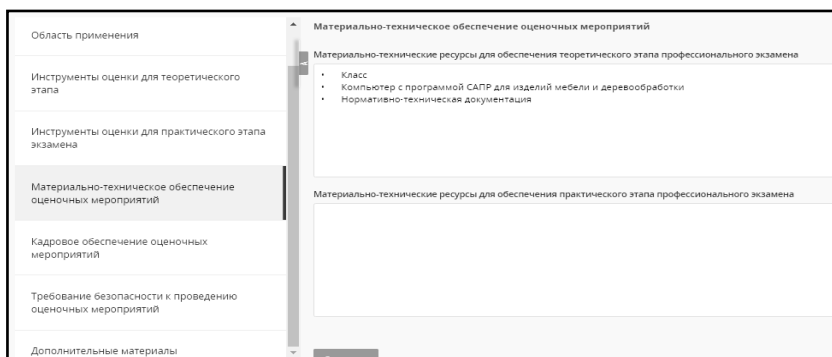 Область применения
Инструменты оценки для теоретического
этапа
Инструменты оценки для практического этапа
экзамена
Материально-техническое обеспечение
оценочных мероприятий
Кадровое обеспечение оценочных
мероприятий
Требование безопасности к проведению
оценочных мероприятий
Дополнительные материалы
Материально-техническое обеспечение оценочных мероприятий
Материально-технические ресурсы для обеспечения теоретического этапа профессионального экзамена
• Класс
• Компьютер с программой САПР для изделий мебели и деревообработки
• Нормативно-техническая документация
Материально-технические ресурсы для обеспечения практического этапа профессионального экзамена